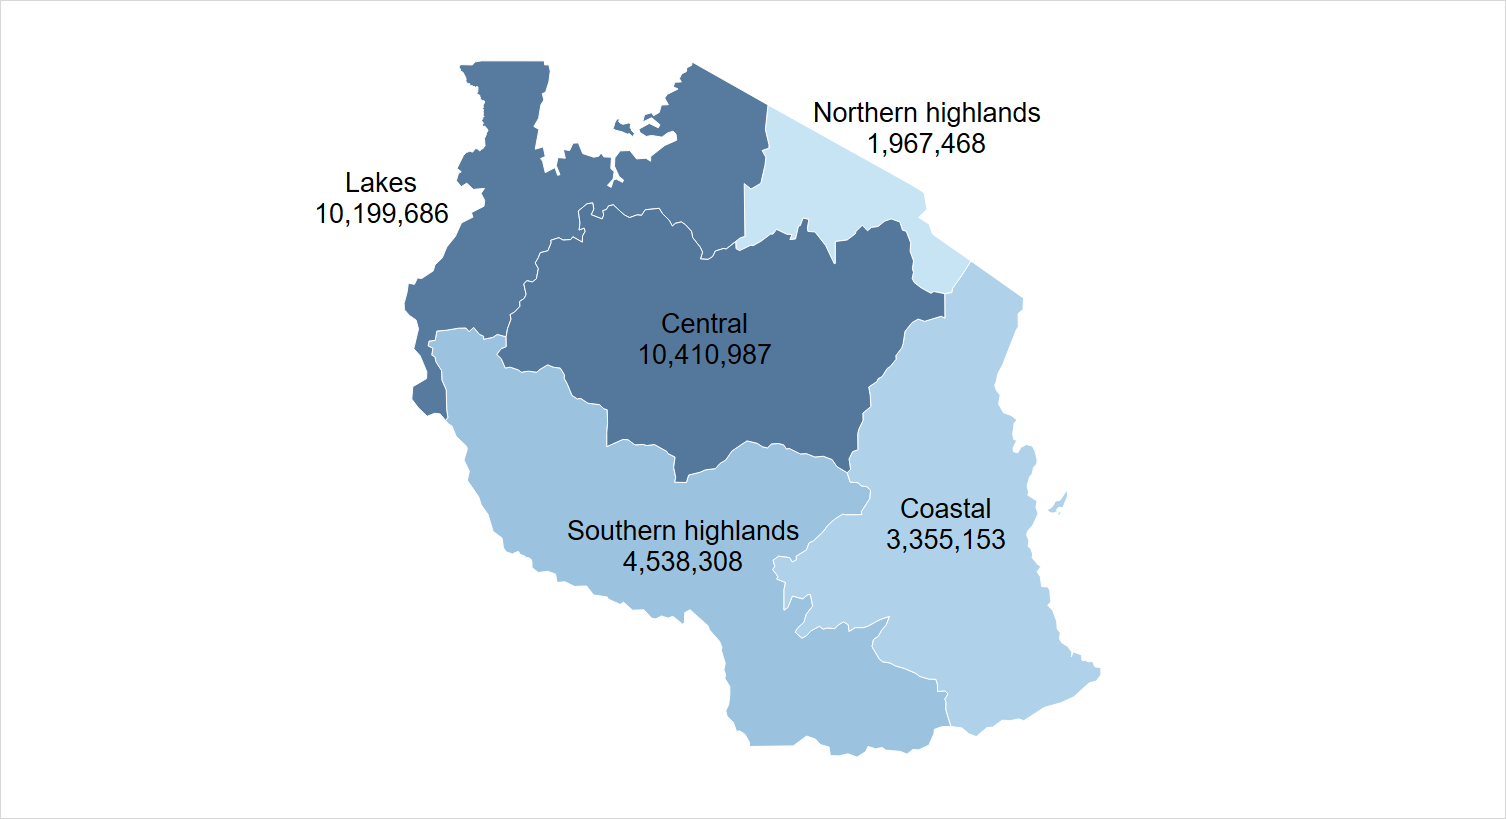 Northern highlands
1,967,468
Lakes
10,199,686
Central
10,410,987
Coastal
3,355,153
Southern highlands
4,538,308